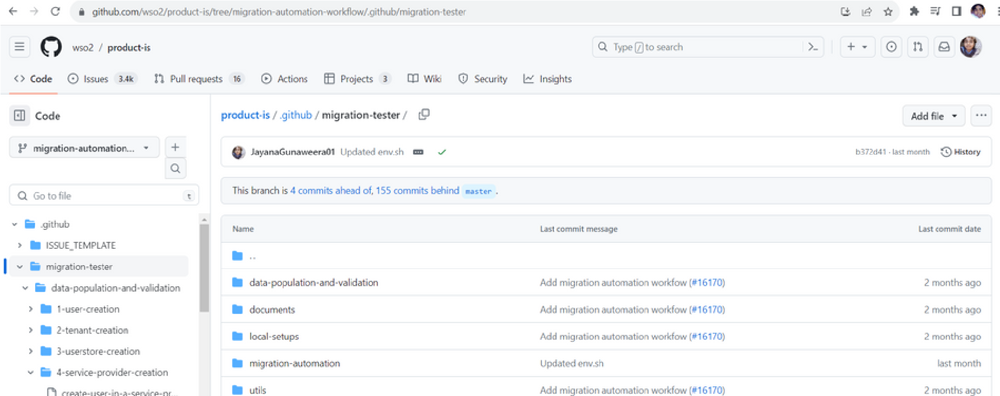 github.com/wso2/product-is/tree/migration-automation-workflow/.github/migration-tester
wso2 / product-is
Type / to search
Code Issues 3.4k Pull requests 16 Actions Projects 3 Wiki Security Insights
Code
migration-automation...
Go to file t
.github
ISSUE_TEMPLATE
migration-tester
data-population-and-validation
1-user-creation
2-tenant-creation
3-userstore-creation
4-service-provider-creation
create-user-in-a-service-pr...
product-is / .github / migration-tester /
Add file
JayanaGunaweera01 Updated env.sh
b372d41 · last month History
This branch is 4 commits ahead of, 155 commits behind master .
Name Last commit message Last commit date
..
data-population-and-validation Add migration automation workfow (#16170) 2 months ago
documents Add migration automation workfow (#16170) 2 months ago
local-setups Add migration automation workfow (#16170) 2 months ago
migration-automation Updated env.sh last month
utils Add migration automation workfow (#16170) 2 months ago